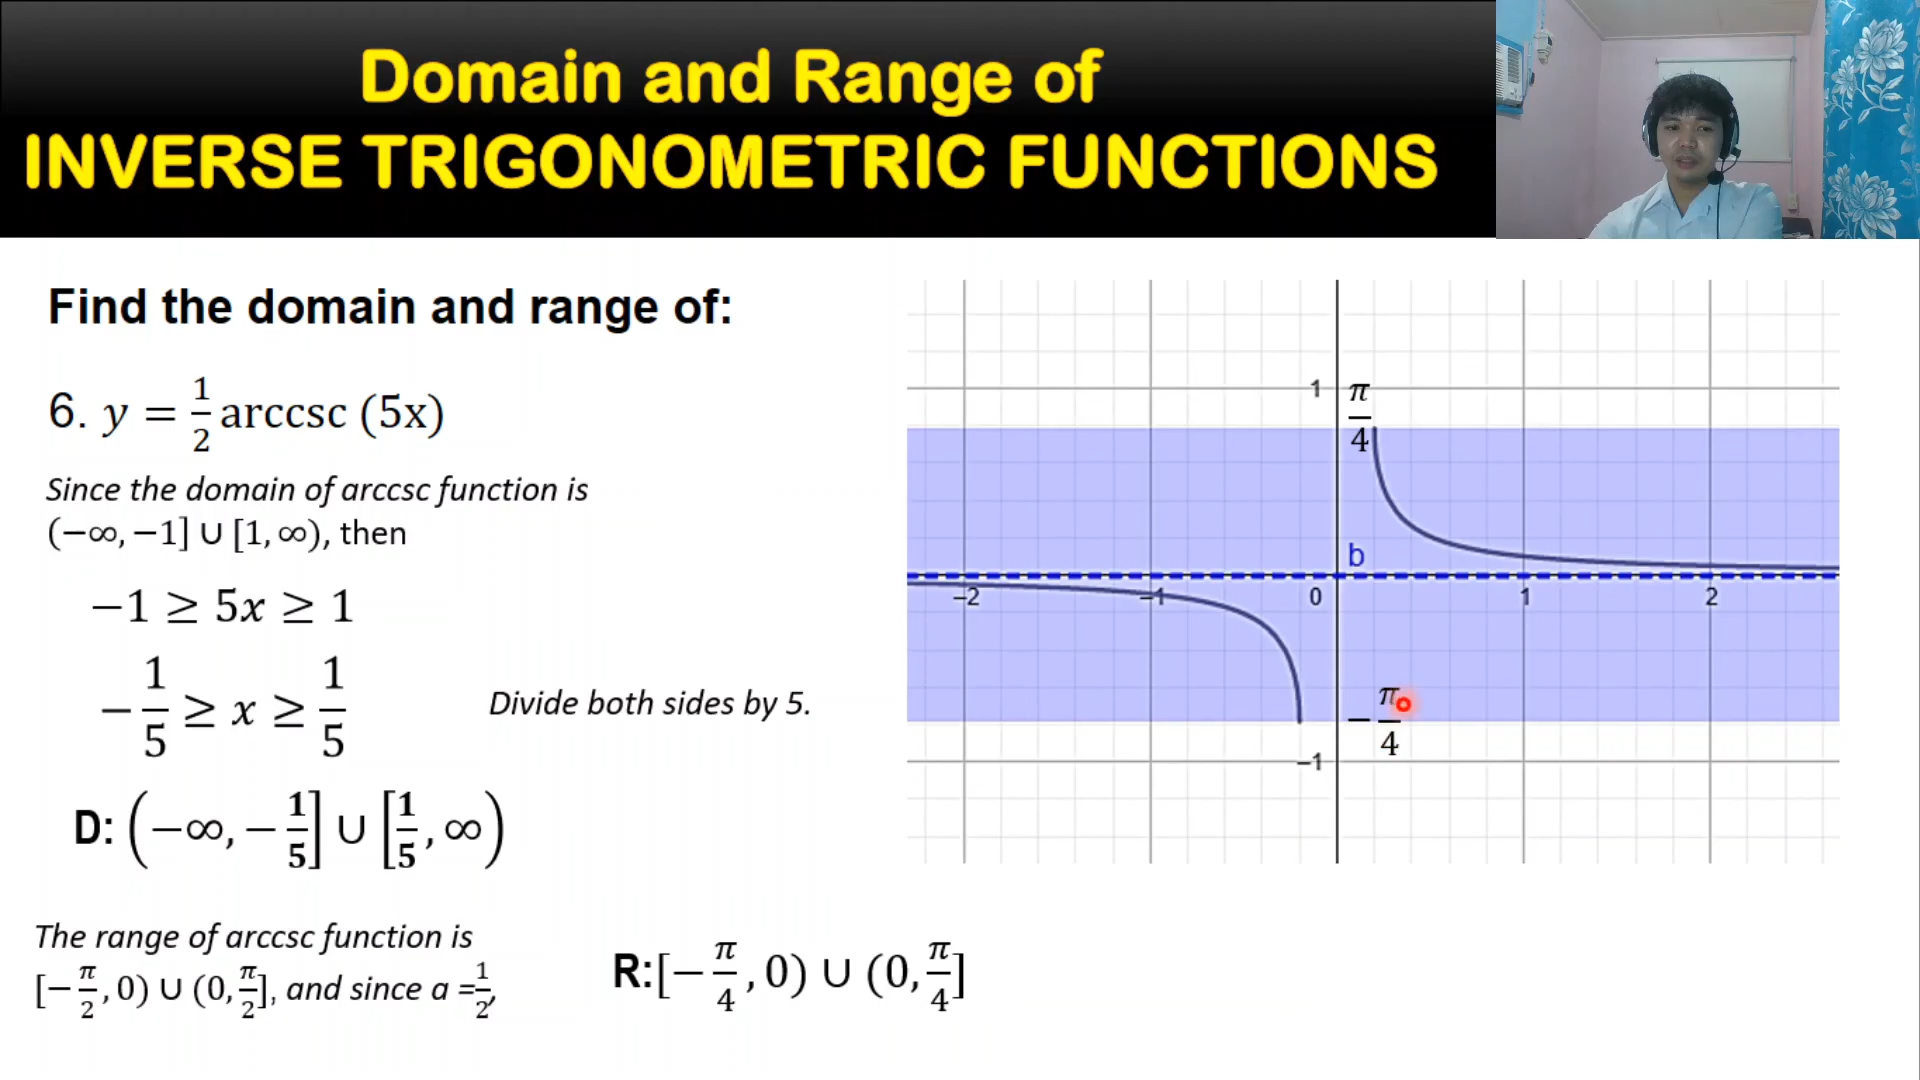 Domain and Range of
INVERSE TRIGONOMETRIC FUNCTIONS
Find the domain and range of:
6. y = 1/2 arccsc (5x)
Since the domain of arccsc function is
(−∞, −1] ∪ [1, ∞), then
−1 ≥ 5x ≥ 1
−1/5 ≥ x ≥ 1/5
Divide both sides by 5.
D: (−∞, −1/5] ∪ [1/5, ∞)
The range of arccsc function is
[−π/2, 0) ∪ (0, π/2], and since a = 1/2,
R:[−π/4, 0) ∪ (0, π/4]
1
π/4
b
−2 −1 0 1 2
−π/4
−1